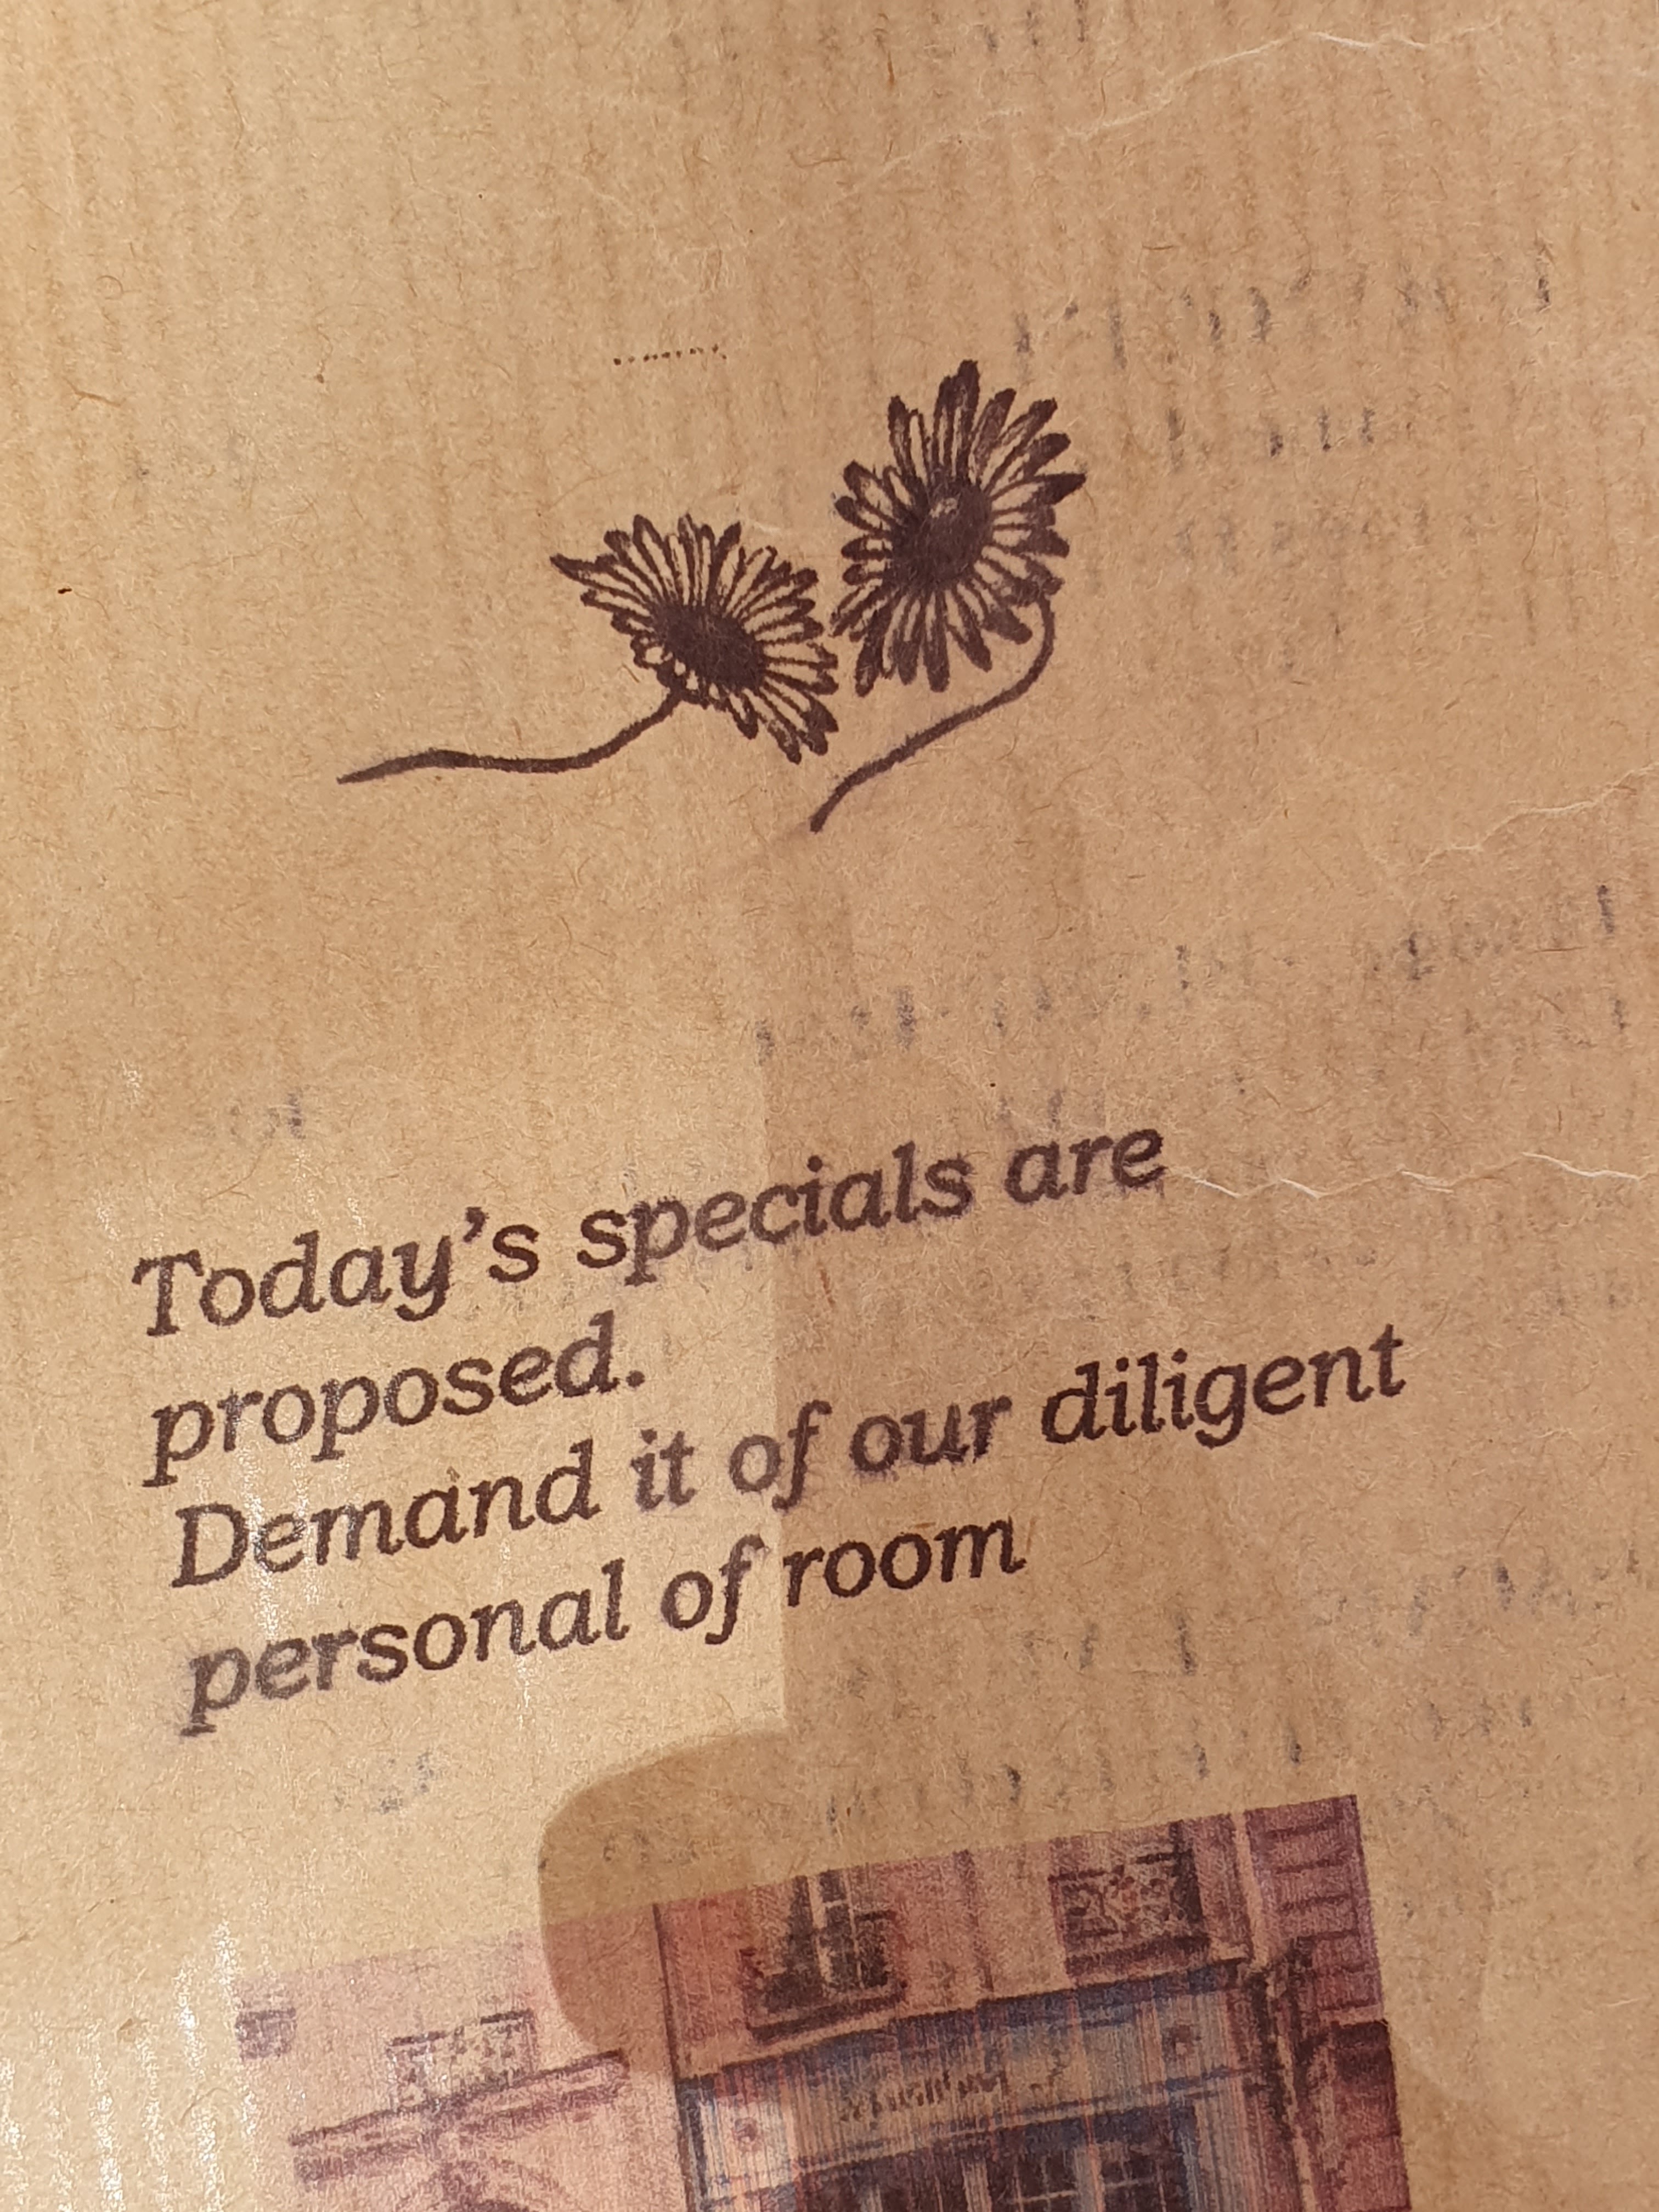 Today's specials are
proposed.
Demand it of our diligent
personal of room